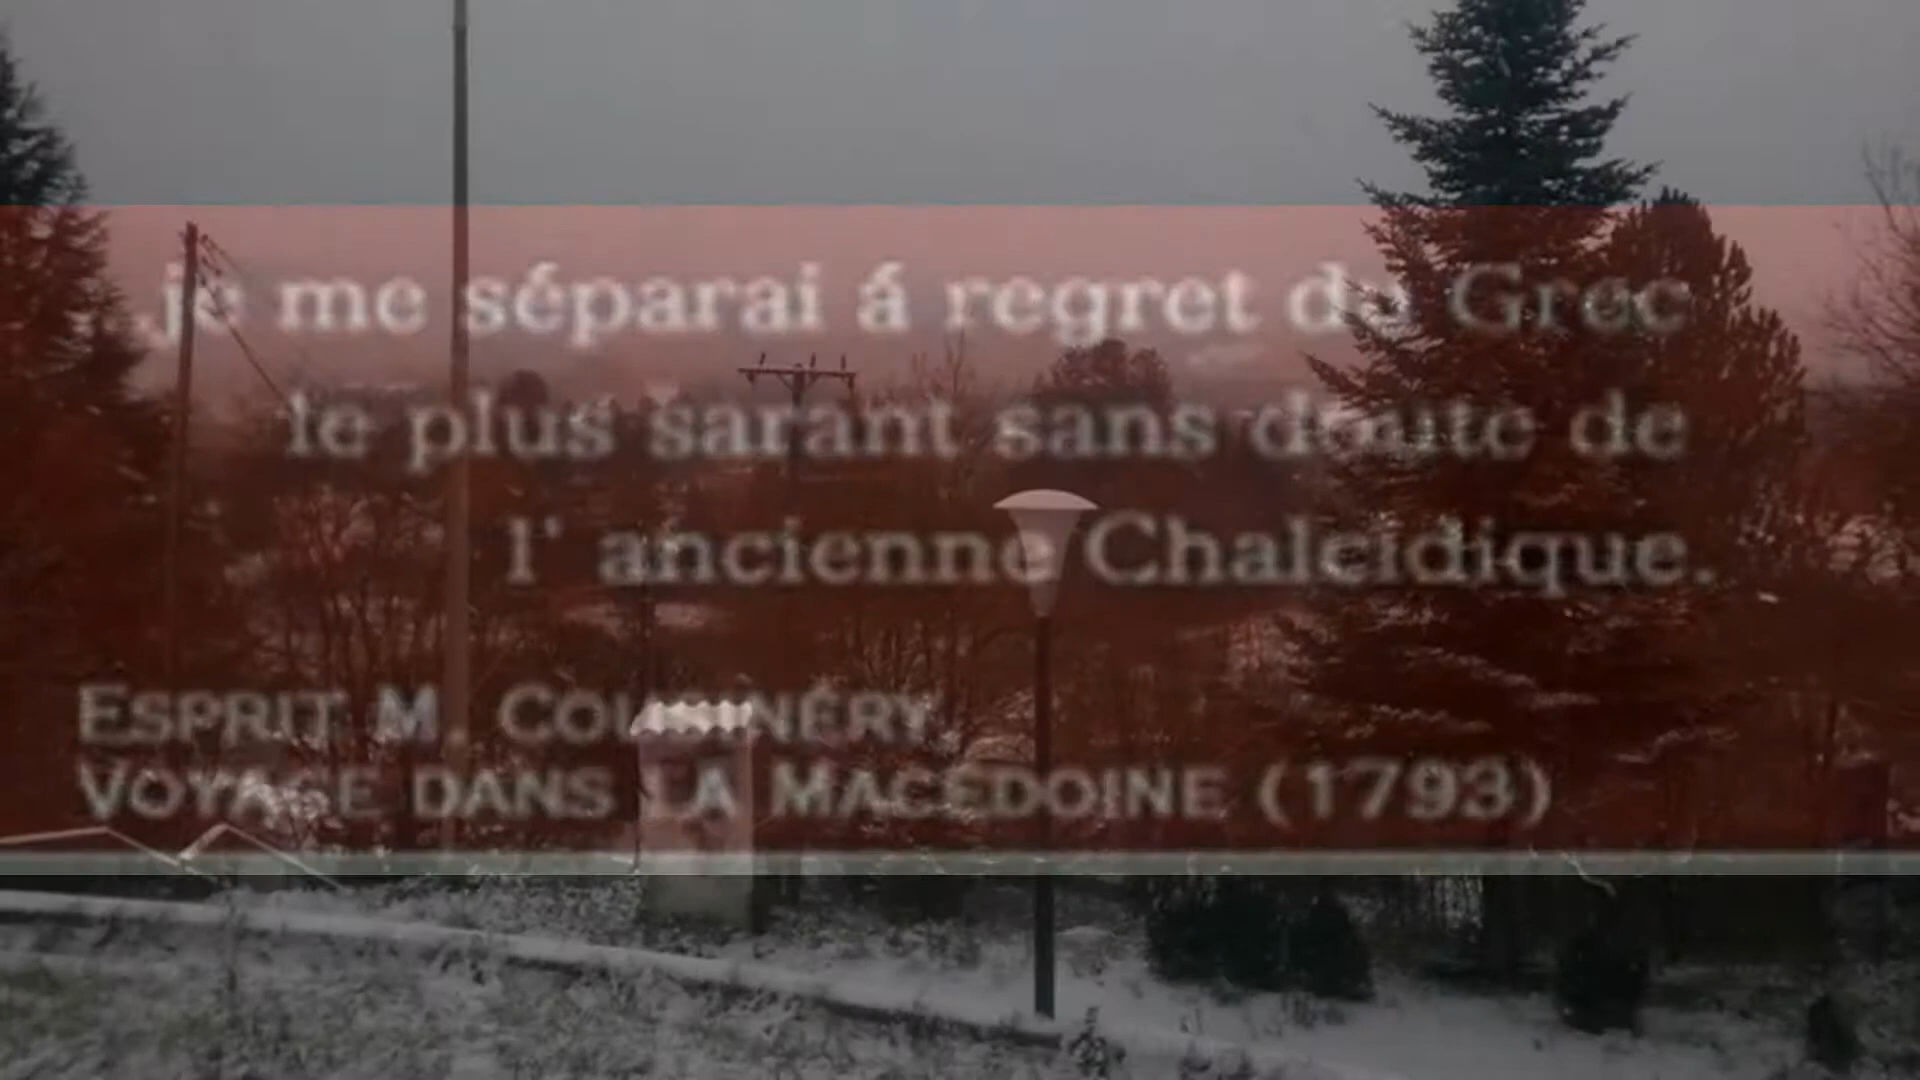 je me séparai á regret du Grec
le plus sarant sans doute de
l' ancienne Chalcidique.
ESPRIT M. COUSINÉRY
VOYAGE DANS LA MACÉDOINE (1793)